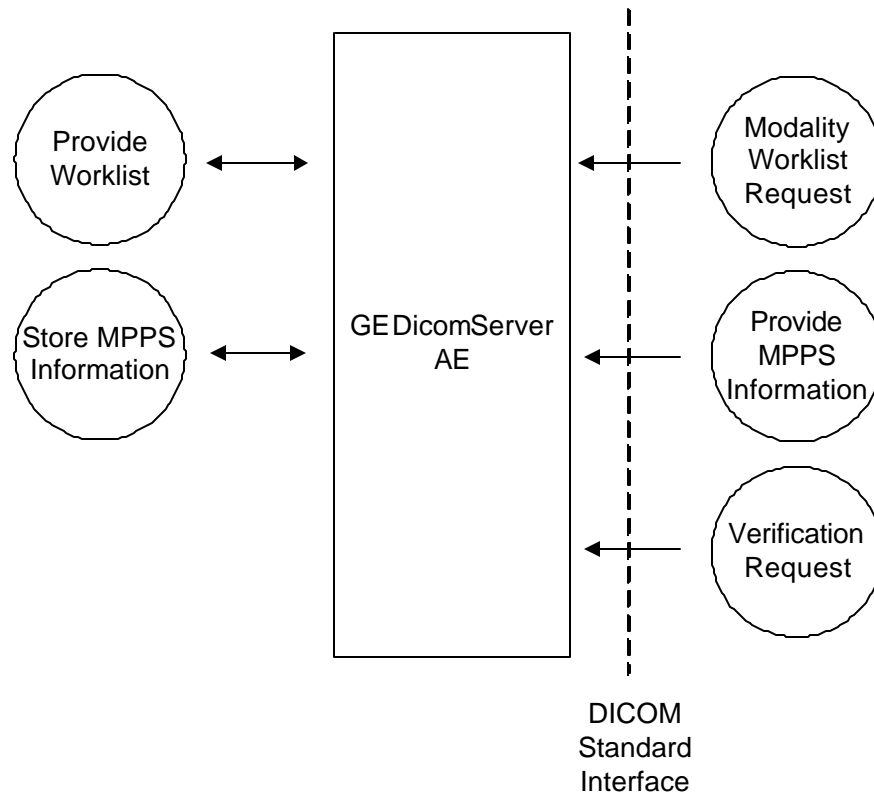 Provide
Worklist
Store MPPS
Information
GE DicomServer
AE
Modality
Worklist
Request
Provide
MPPS
Information
Verification
Request
DICOM
Standard
Interface